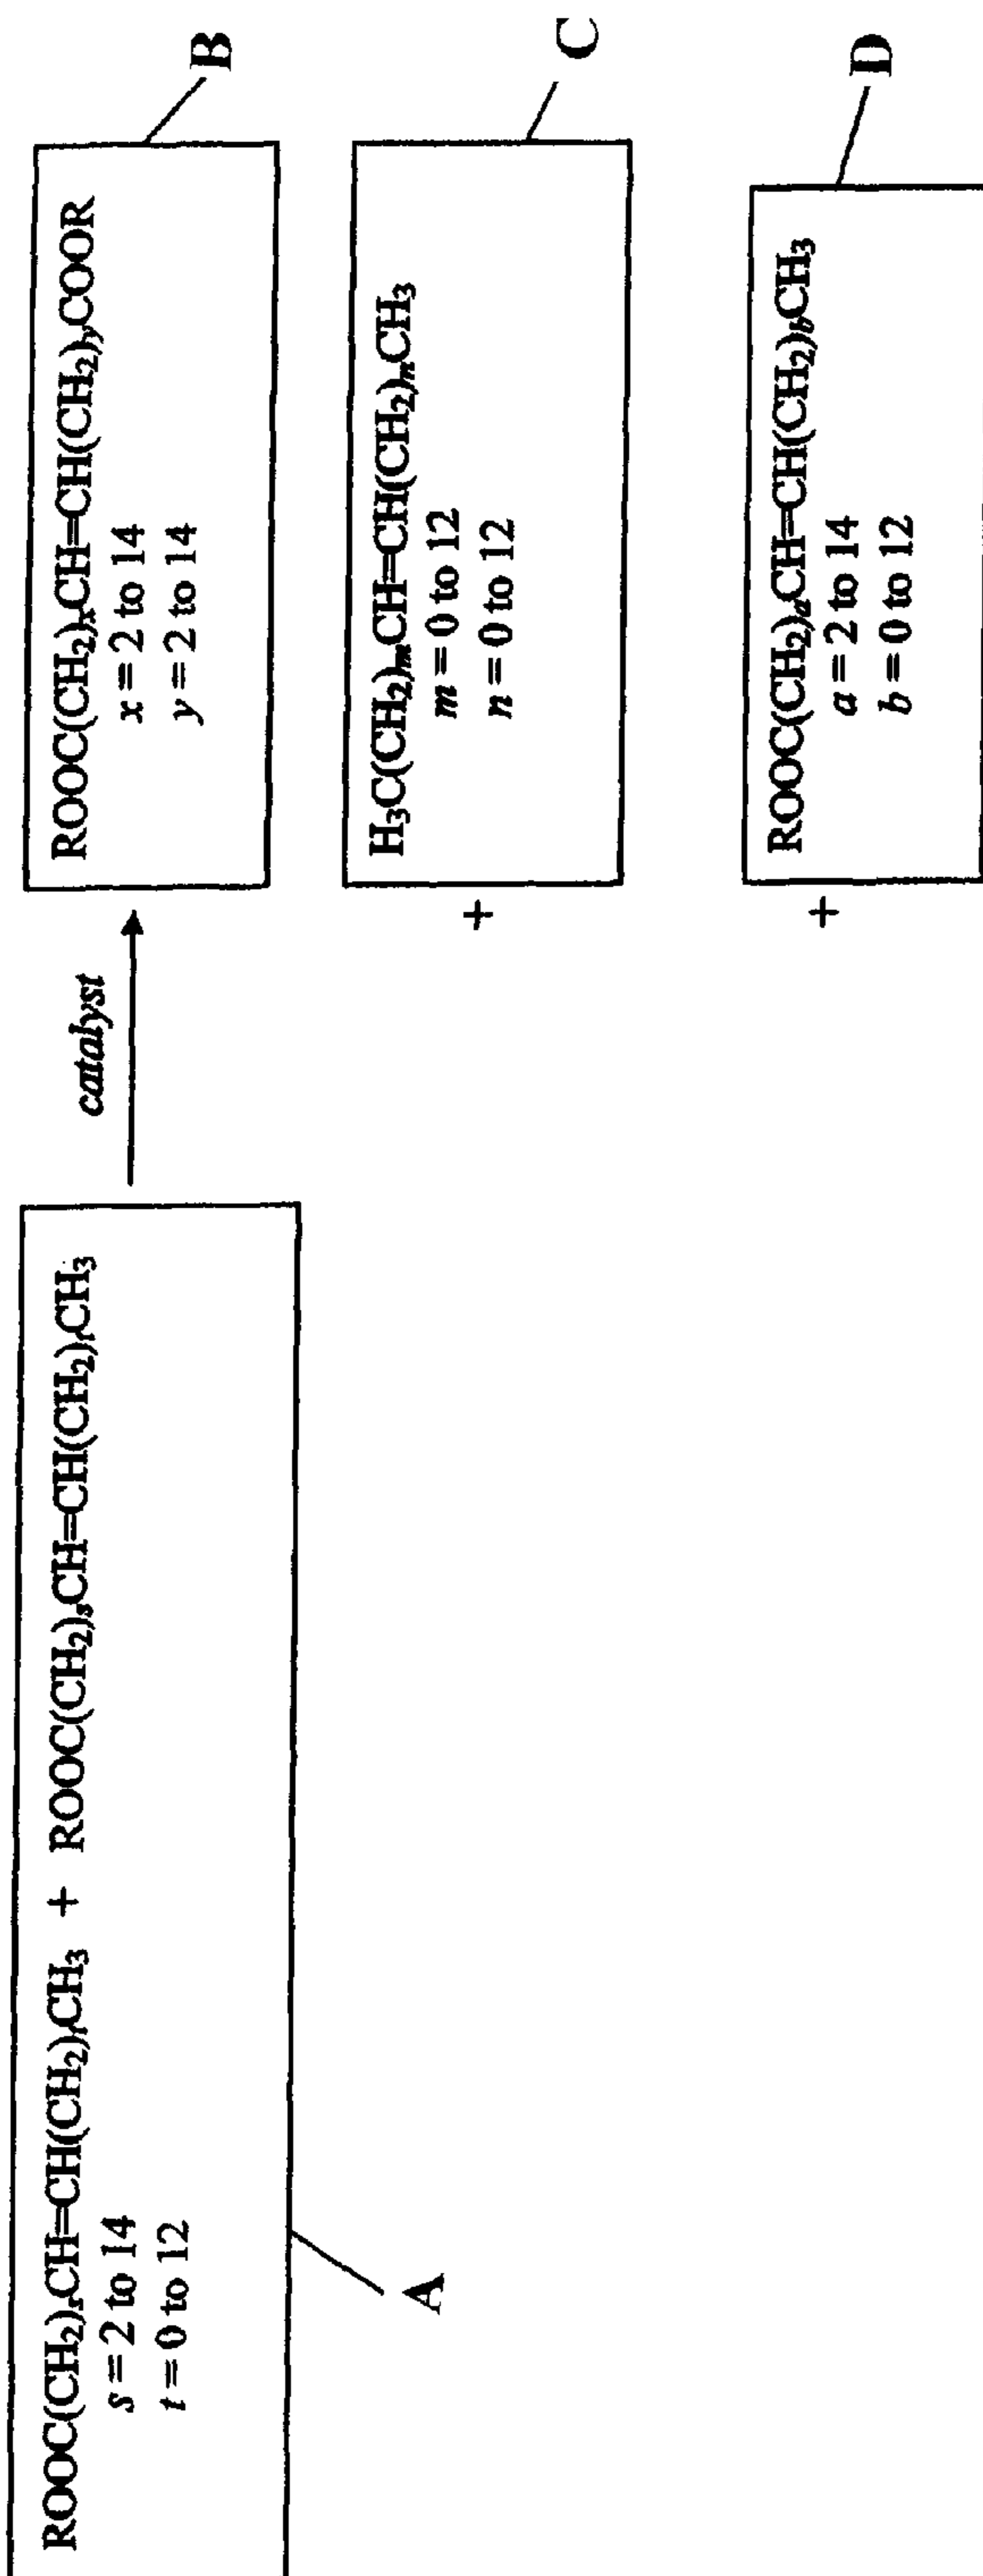 ROOC(CH₂)ₛCH=CH(CH₂)ₜCH₃ + ROOC(CH₂)ₛCH=CH(CH₂)ₜCH₃
s = 2 to 14
t = 0 to 12
A
catalyst
ROOC(CH₂)ₓCH=CH(CH₂)yCOOR
x = 2 to 14
y = 2 to 14
B
+
H₃C(CH₂)ₘCH=CH(CH₂)ₙCH₃
m = 0 to 12
n = 0 to 12
C
+
ROOC(CH₂)ₐCH=CH(CH₂)bCH₃
a = 2 to 14
b = 0 to 12
D